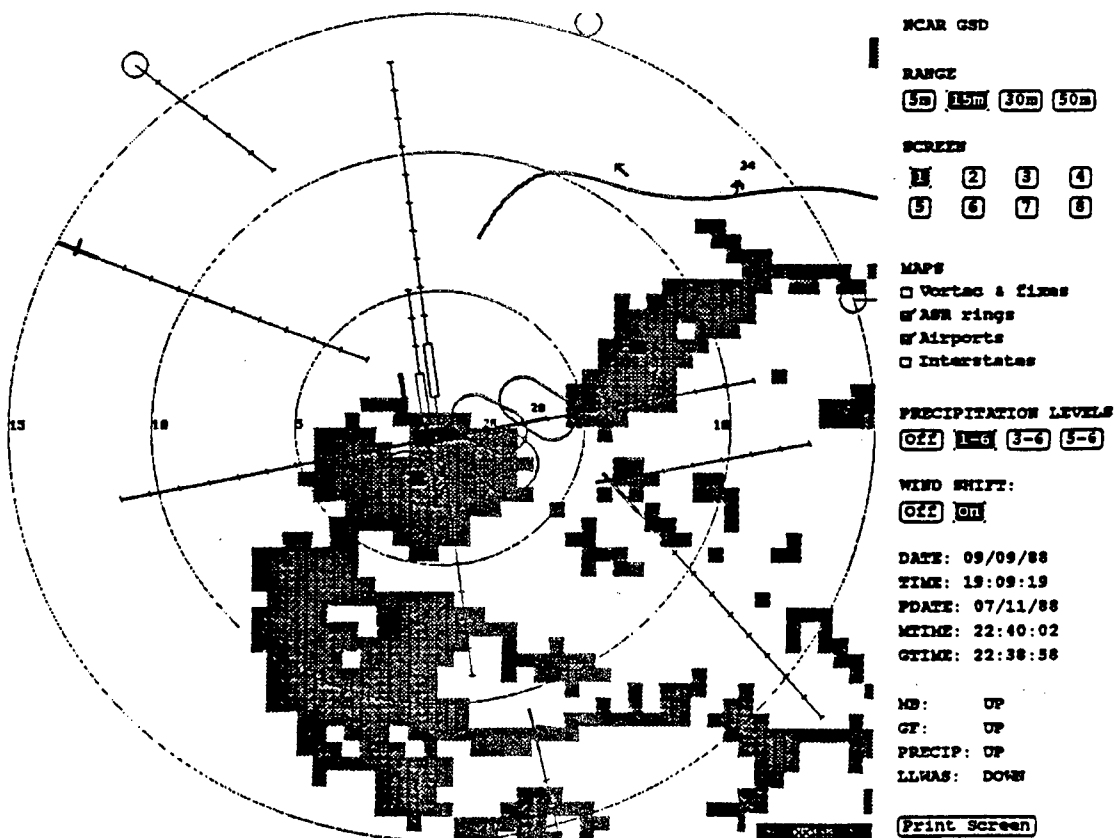 NCAR GSD
RANGE
5m 15m 30m 50m
SCREEN
1 2 3 4
5 6 7 8
MAPS
Vortac & fixes
ASR rings
Airports
Interstates
PRECIPITATION LEVELS
Off 1-6 3-6 5-6
WIND SHIFT:
Off On
DATE: 09/09/88
TIME: 19:09:19
PDATE: 07/11/88
MTIME: 22:40:02
GTIME: 22:38:58
MB: UP
GF: UP
PRECIP: UP
LLWAS: DOWN
Print Screen
34
20
15 10 5 25 10